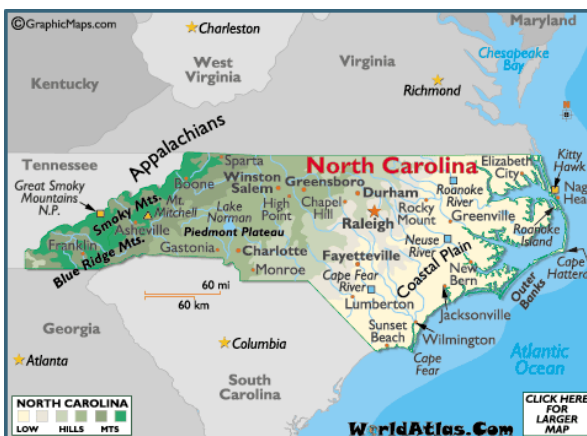 ©GraphicMaps.com
Charleston
Maryland
Chesapeake
Bay
West
Virginia
Virginia
Kentucky
Richmond
Appalachians
Tennessee
Great Smoky
Mountains
N.P.
Sparta
North Carolina
Elizabeth
City
Kitty
Hawk
Boone
Winston
Salem
Greensboro
Durham
Roanoke
River
Nag
Hea
Smoky Mts.
Mt.
Mitchell
Lake
Norman
High
Point
Chapel
Hill
Rocky
Mount
Greenville
Raleigh
Roanoke
Island
Asheville
Piedmont Plateau
Neuse
River
Franklin
Blue Ridge Mts.
Gastonia
Charlotte
Fayetteville
Coastal Plain
Cape
Hattera
Monroe
Cape Fear
River
New
Bern
Outer
Banks
60 mi
60 km
Lumberton
Jacksonville
Georgia
Sunset
Beach
Wilmington
Atlanta
Columbia
Cape
Fear
Atlantic
Ocean
South
Carolina
NORTH CAROLINA
LOW HILLS MTS
WorldAtlas.Com
CLICK HERE
FOR
LARGER
MAP